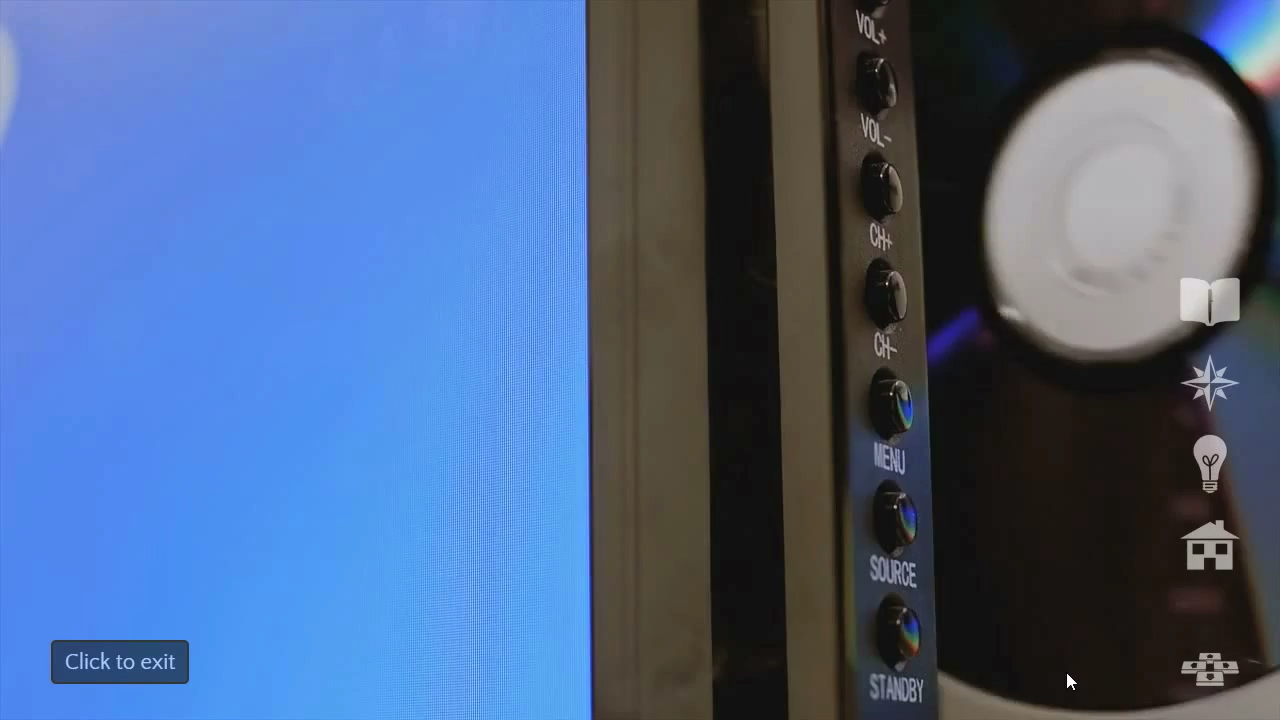 VOL+
VOL-
CH+
CH-
MENU
SOURCE
STANDBY
Click to exit